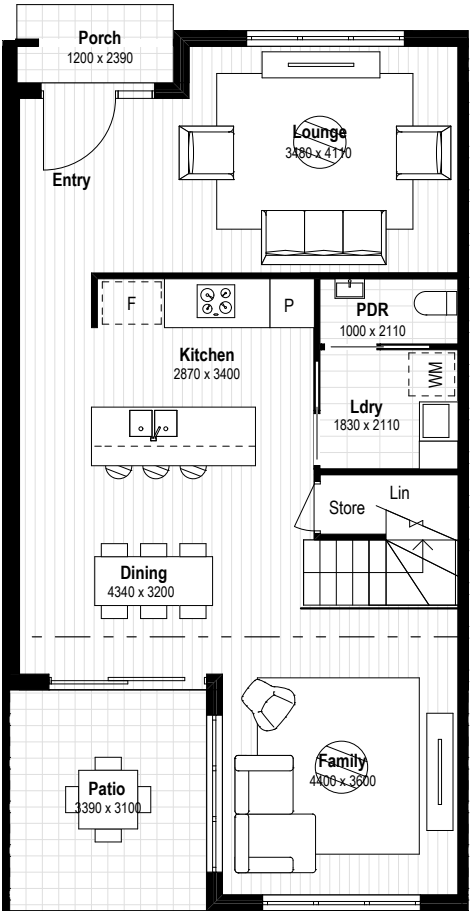 Porch
1200 x 2390
Lounge
3480 x 4110
Entry
F
P
PDR
1000 x 2110
Kitchen
2870 x 3400
WM
Ldry
1830 x 2110
Lin
Store
Dining
4340 x 3200
Family
4400 x 3600
Patio
3390 x 3100